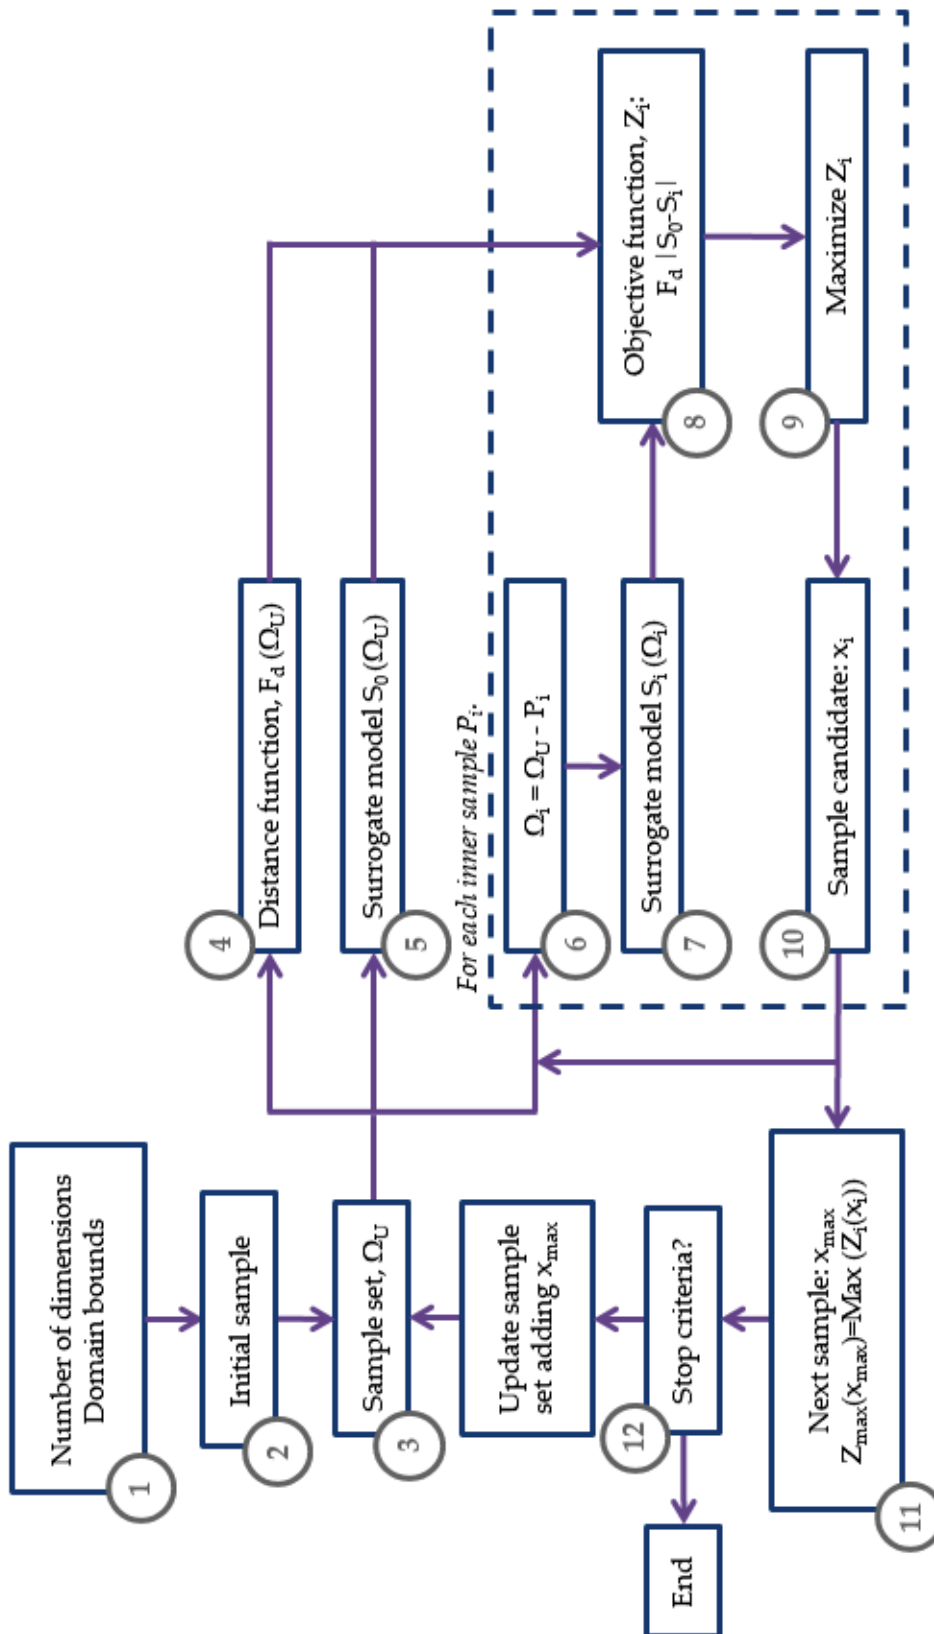 1
Number of dimensions
Domain bounds
2
Initial sample
3
Sample set, Ω_U
Update sample
set adding x_max
12
Stop criteria?
End
11
Next sample: x_max
Z_max(x_max)=Max (Z_i(x_i))
4
Distance function, F_d (Ω_U)
5
Surrogate model S_0 (Ω_U)
For each inner sample P_i.
6
Ω_i = Ω_U - P_i
7
Surrogate model S_i (Ω_i)
8
Objective function, Z_i:
F_d |S_0-S_i|
9
Maximize Z_i
10
Sample candidate: x_i